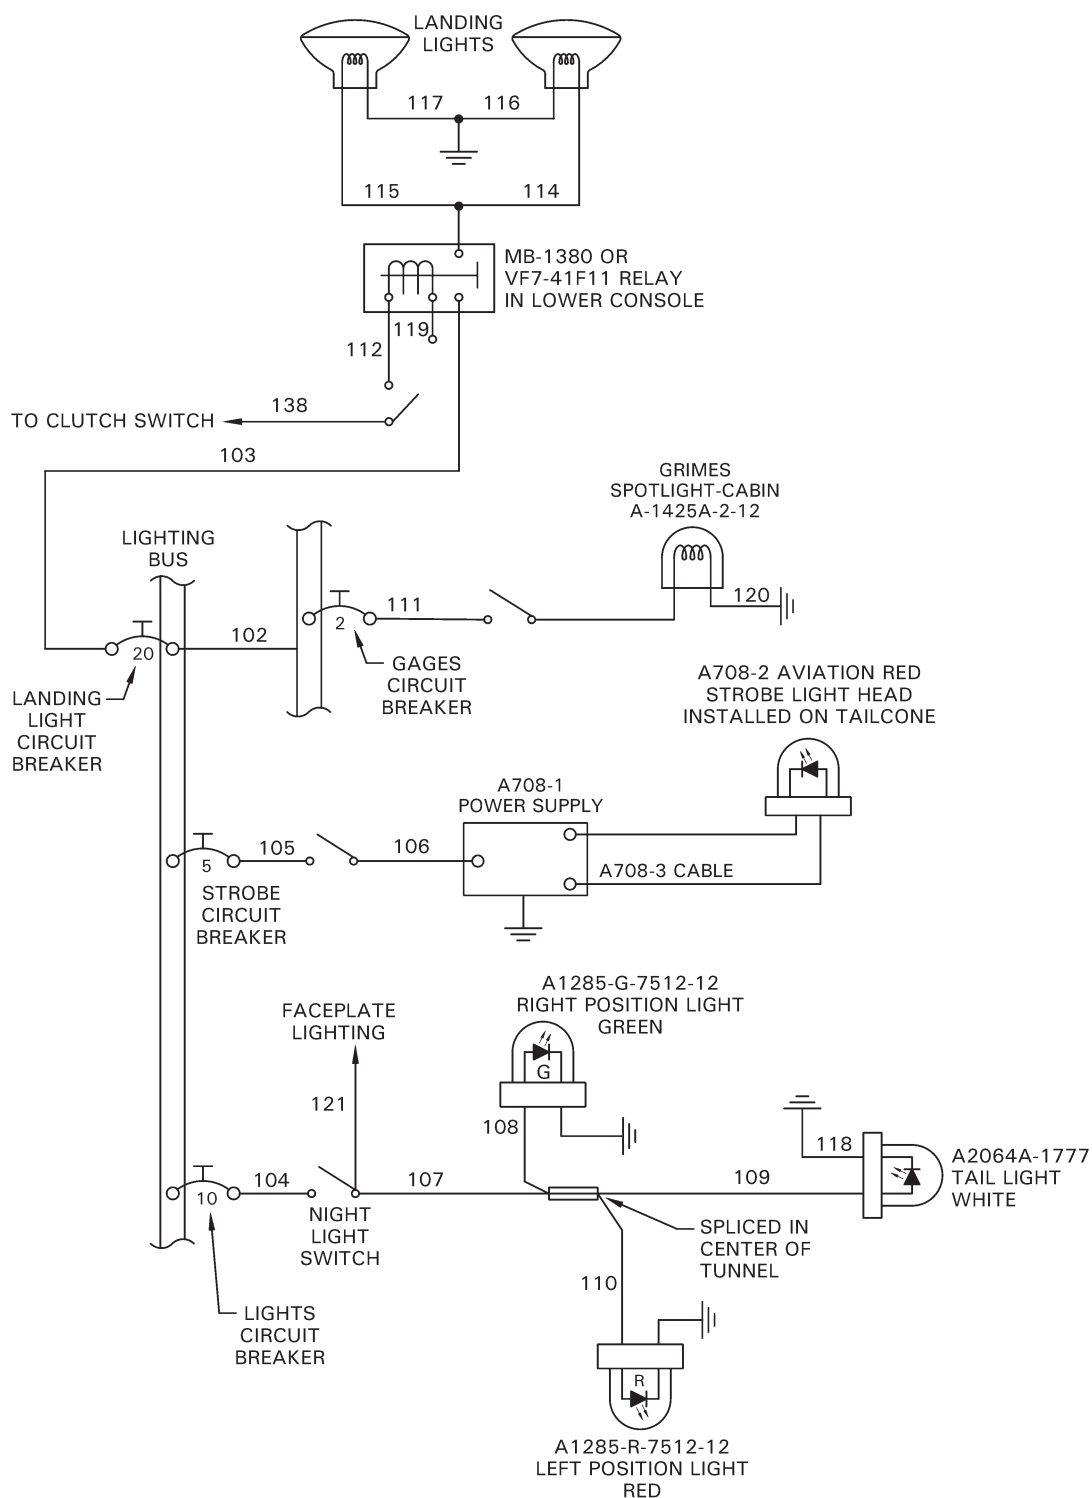 LANDING
LIGHTS
117
116
115
114
MB-1380 OR
VF7-41F11 RELAY
IN LOWER CONSOLE
119
112
138
TO CLUTCH SWITCH
103
GRIMES
SPOTLIGHT-CABIN
A-1425A-2-12
LIGHTING
BUS
111
120
2
102
20
GAGES
CIRCUIT
BREAKER
LANDING
LIGHT
CIRCUIT
BREAKER
A708-2 AVIATION RED
STROBE LIGHT HEAD
INSTALLED ON TAILCONE
A708-1
POWER SUPPLY
105
106
5
A708-3 CABLE
STROBE
CIRCUIT
BREAKER
A1285-G-7512-12
RIGHT POSITION LIGHT
GREEN
FACEPLATE
LIGHTING
G
121
108
118
A2064A-1777
TAIL LIGHT
WHITE
104
107
109
10
NIGHT
LIGHT
SWITCH
SPLICED IN
CENTER OF
TUNNEL
110
LIGHTS
CIRCUIT
BREAKER
R
A1285-R-7512-12
LEFT POSITION LIGHT
RED